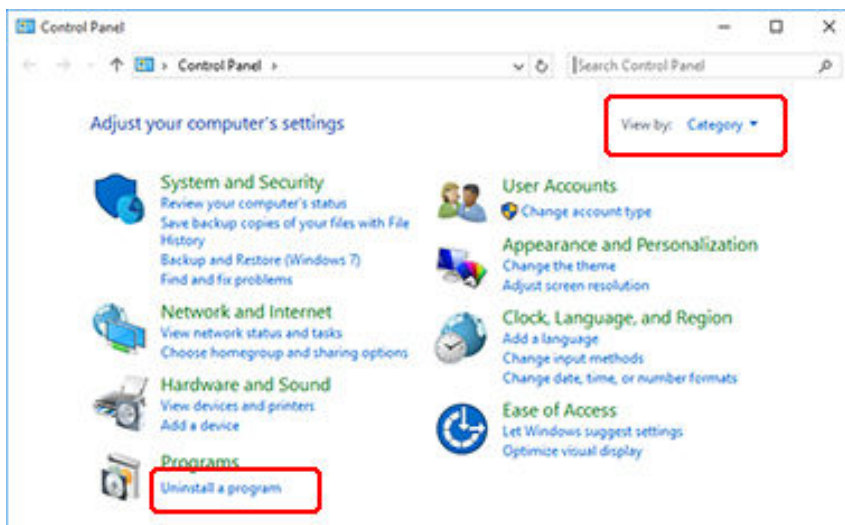 Control Panel
Control Panel
Search Control Panel
Adjust your computer's settings
View by: Category
System and Security
Review your computer's status
Save backup copies of your files with File
History
Backup and Restore (Windows 7)
Find and fix problems
Network and Internet
View network status and tasks
Choose homegroup and sharing options
Hardware and Sound
View devices and printers
Add a device
Programs
Uninstall a program
User Accounts
Change account type
Appearance and Personalization
Change the theme
Adjust screen resolution
Clock, Language, and Region
Add a language
Change input methods
Change date, time, or number formats
Ease of Access
Let Windows suggest settings
Optimize visual display